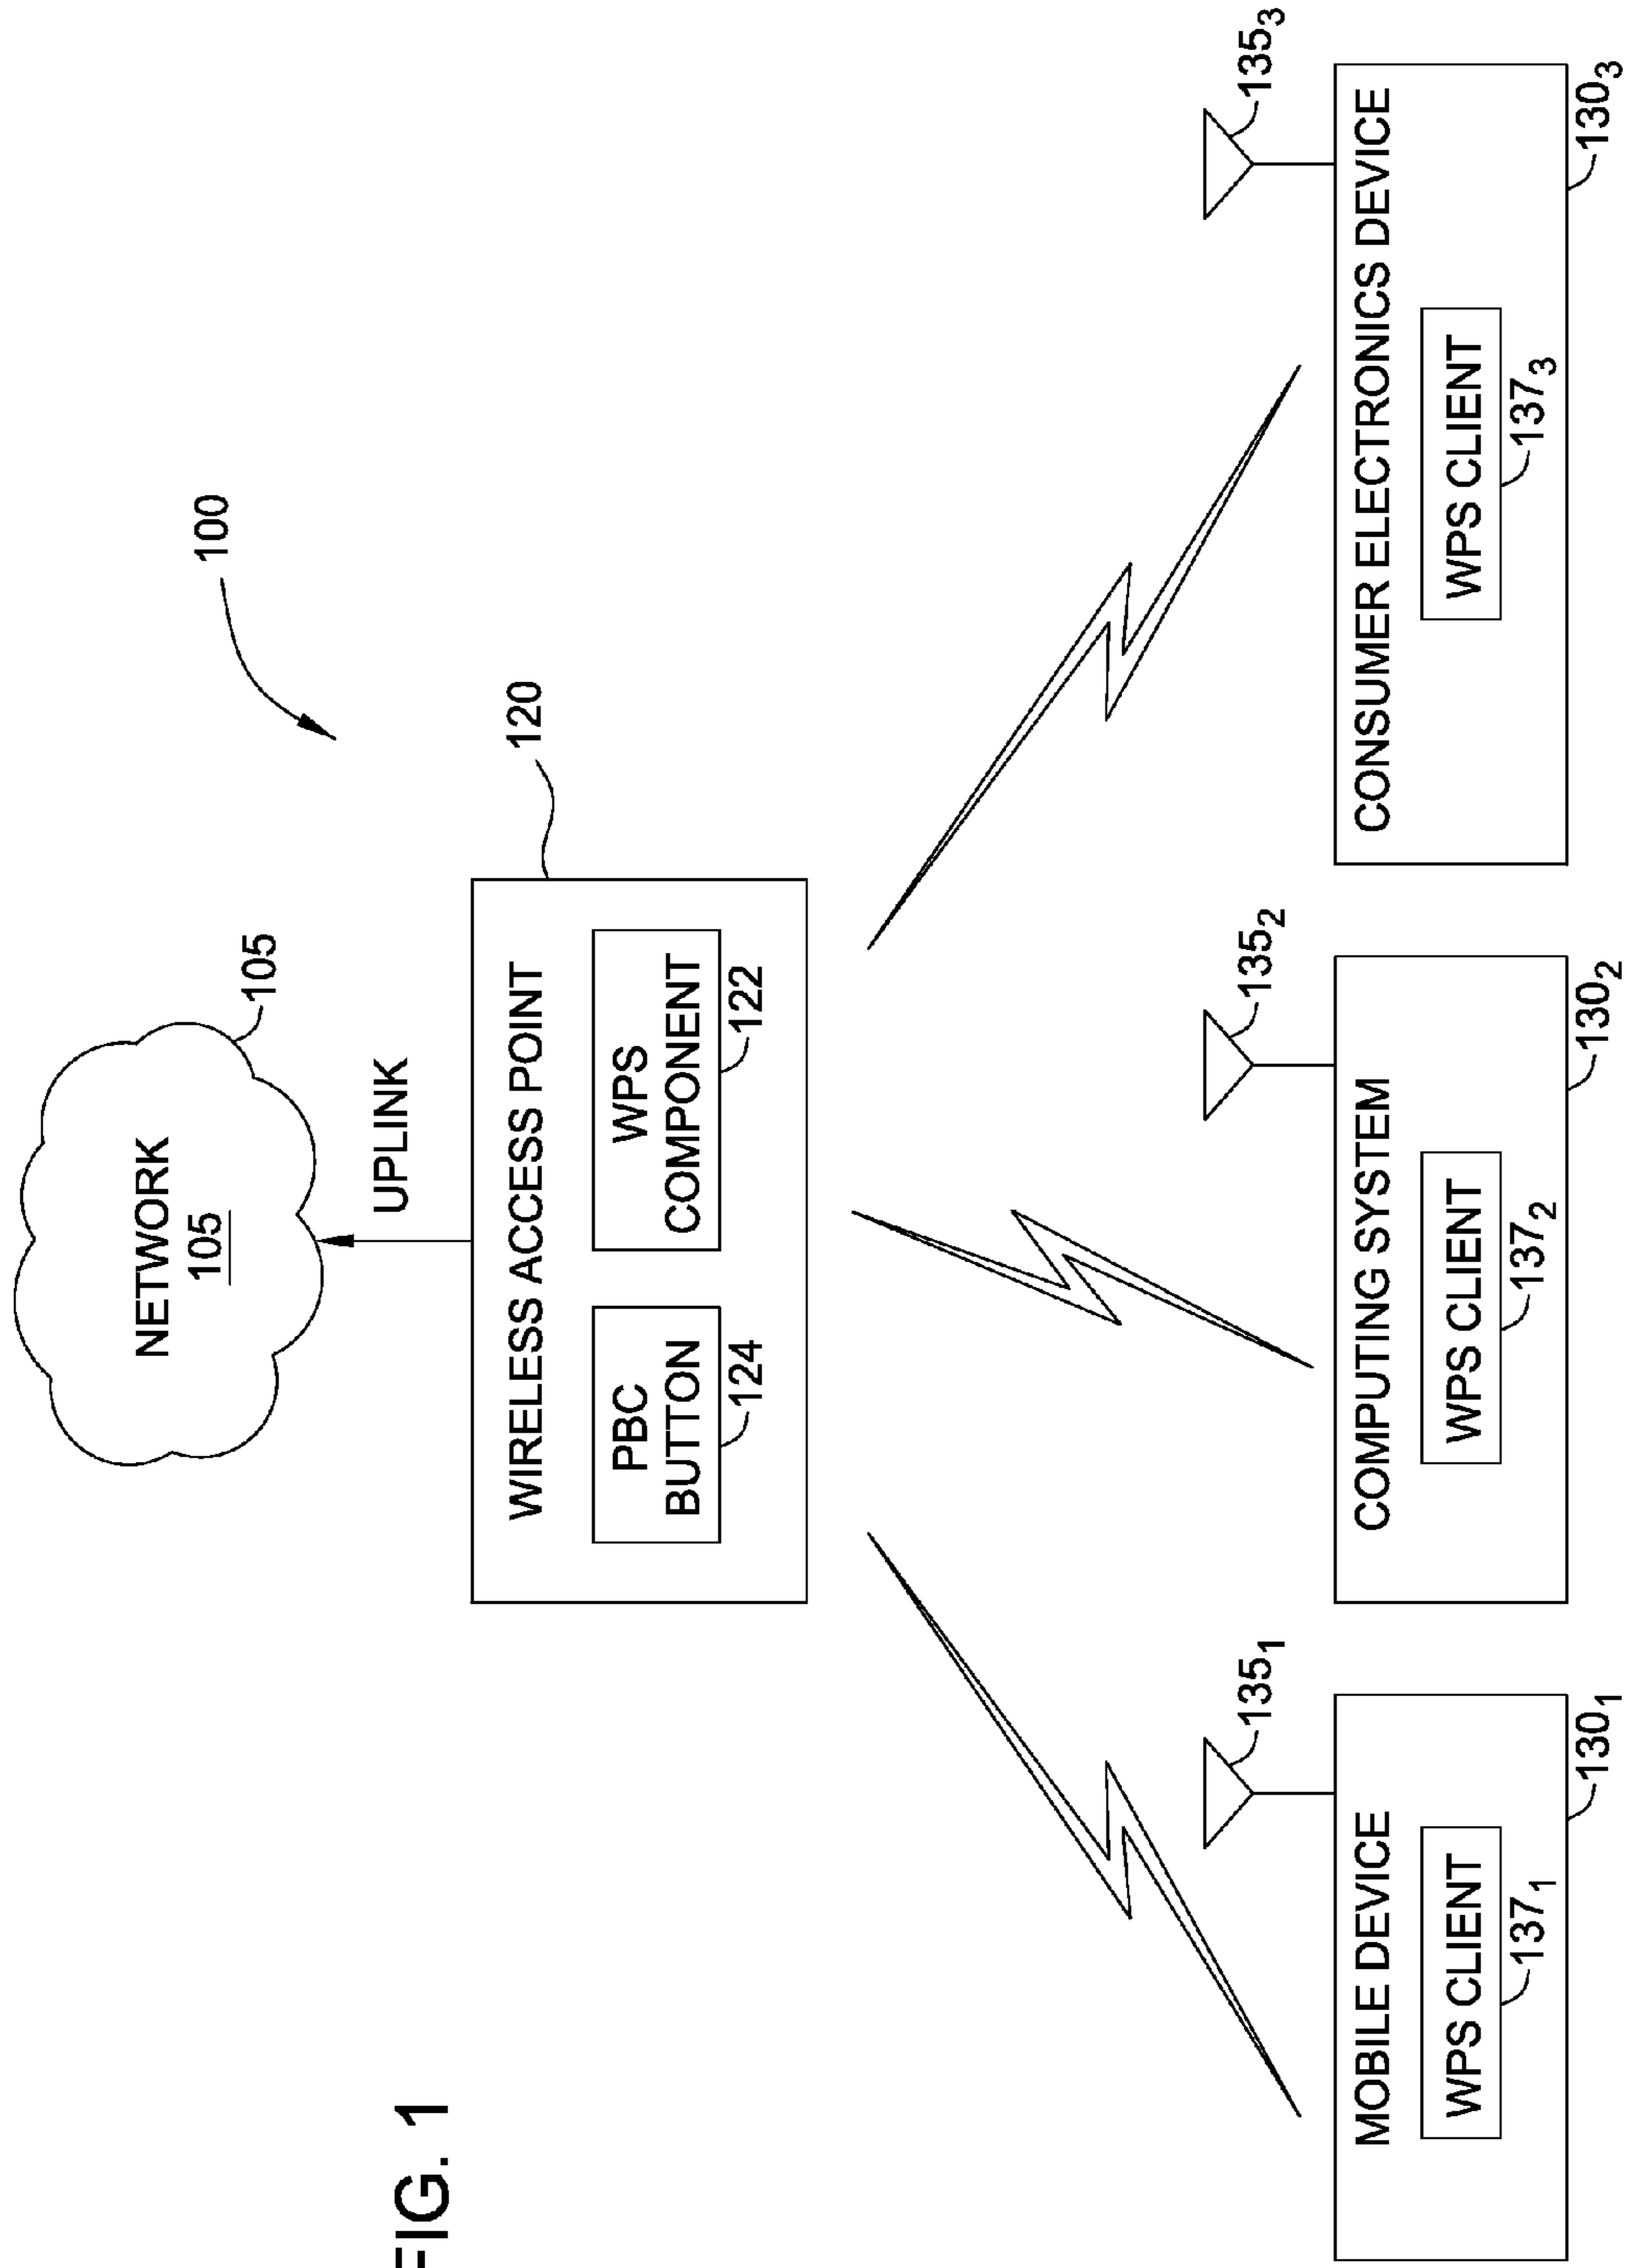 FIG. 1
100
NETWORK
105
105
UPLINK
120
WIRELESS ACCESS POINT
PBC
BUTTON
124
WPS
COMPONENT
122
135₁
MOBILE DEVICE
WPS CLIENT
137₁
130₁
135₂
COMPUTING SYSTEM
WPS CLIENT
137₂
130₂
135₃
CONSUMER ELECTRONICS DEVICE
WPS CLIENT
137₃
130₃